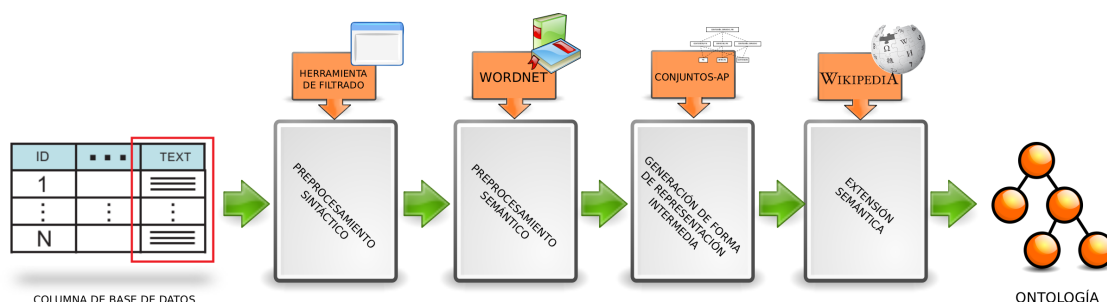 HERRAMIENTA
DE FILTRADO
WORDNET
CONJUNTOS-AP
WIKIPEDIA
ID
TEXT
1
N
PREPROCESAMIENTO
SINTÁCTICO
PREPROCESAMIENTO
SEMÁNTICO
GENERACIÓN DE FORMA
DE REPRESENTACIÓN
INTERMEDIA
EXTENSIÓN
SEMÁNTICA
COLUMNA DE BASE DE DATOS
ONTOLOGÍA